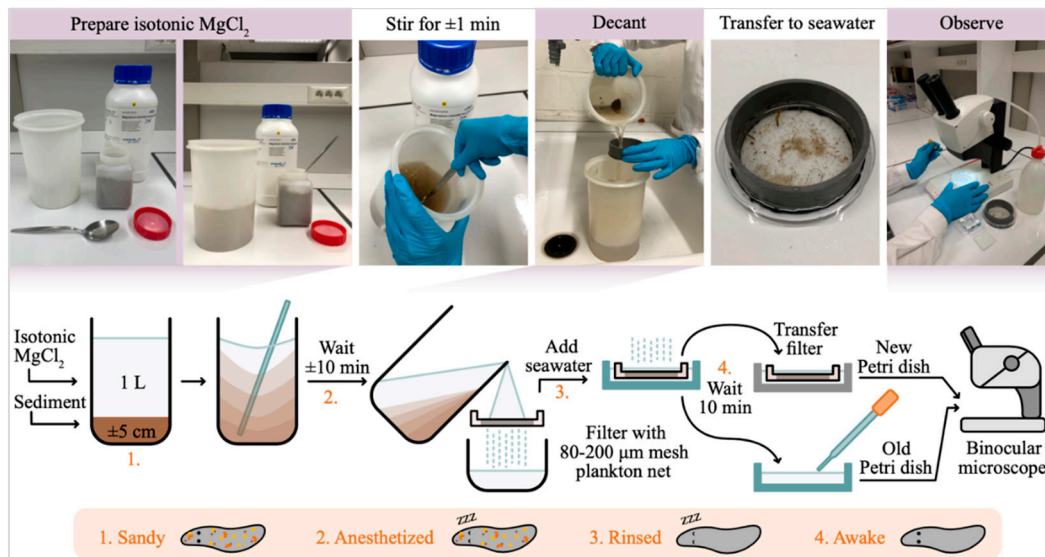 Prepare isotonic MgCl₂
Stir for ±1 min
Decant
Transfer to seawater
Observe
Isotonic
MgCl₂
Sediment
1 L
±5 cm
1.
Wait
±10 min
2.
Filter with
80-200 μm mesh
plankton net
Add
seawater
3.
4.
Wait
10 min
Transfer
filter
New
Petri dish
Old
Petri dish
Binocular
microscope
1. Sandy
zzz
2. Anesthetized
zzz
3. Rinsed
4. Awake